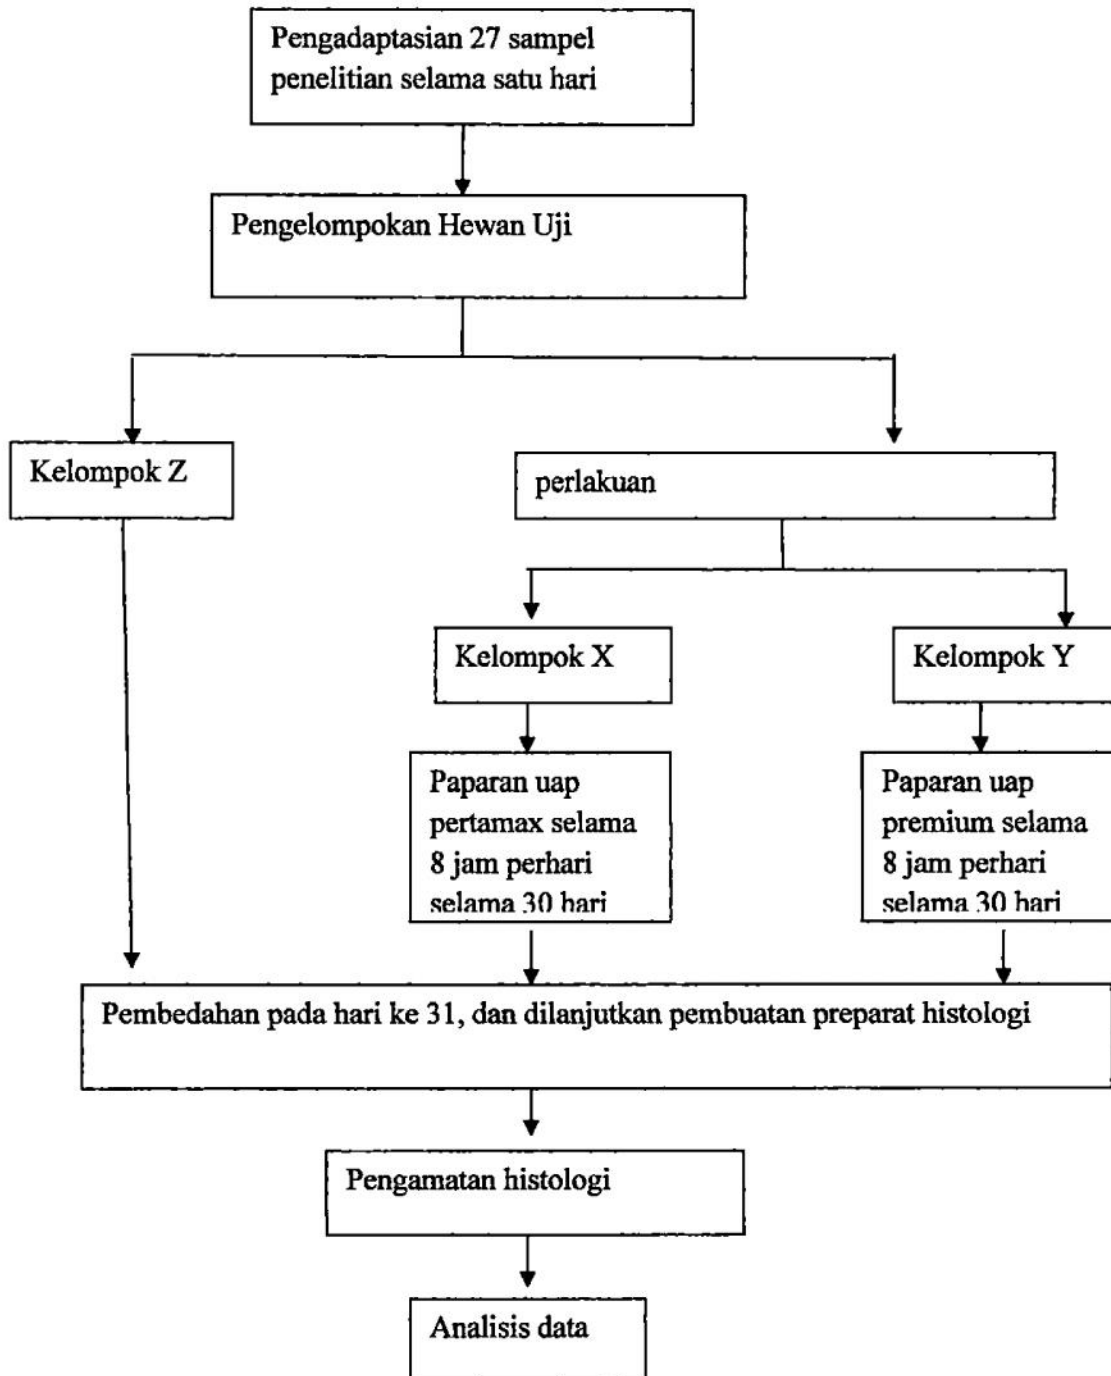 Pengadaptasian 27 sampel
penelitian selama satu hari
Pengelompokan Hewan Uji
Kelompok Z
perlakuan
Kelompok X
Kelompok Y
Paparan uap
pertamax selama
8 jam perhari
selama 30 hari
Paparan uap
premium selama
8 jam perhari
selama 30 hari
Pembedahan pada hari ke 31, dan dilanjutkan pembuatan preparat histologi
Pengamatan histologi
Analisis data